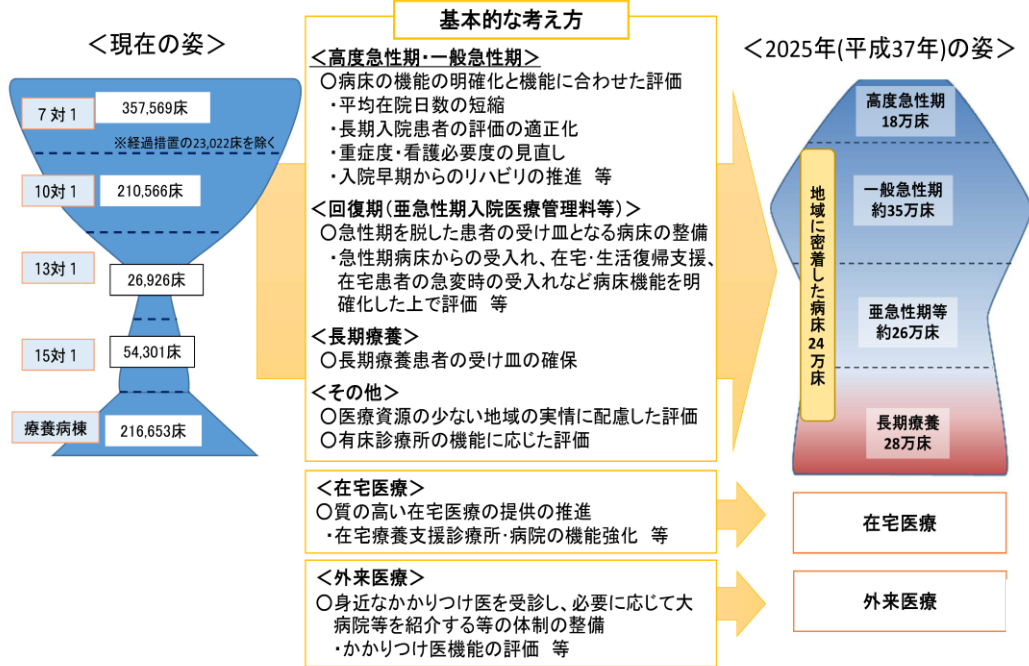 ＜現在の姿＞
7対1
357,569床
※経過措置の23,022床を除く
10対1
210,566床
13対1
26,926床
15対1
54,301床
療養病棟
216,653床
基本的な考え方
＜高度急性期・一般急性期＞
○病床の機能の明確化と機能に合わせた評価
・平均在院日数の短縮
・長期入院患者の評価の適正化
・重症度・看護必要度の見直し
・入院早期からのリハビリの推進 等
＜回復期(亜急性期入院医療管理料等)＞
○急性期を脱した患者の受け皿となる病床の整備
・急性期病床からの受入れ、在宅・生活復帰支援、
在宅患者の急変時の受入れなど病床機能を明
確化した上で評価 等
＜長期療養＞
○長期療養患者の受け皿の確保
＜その他＞
○医療資源の少ない地域の実情に配慮した評価
○有床診療所の機能に応じた評価
＜在宅医療＞
○質の高い在宅医療の提供の推進
・在宅療養支援診療所・病院の機能強化 等
＜外来医療＞
○身近なかかりつけ医を受診し、必要に応じて大
病院等を紹介する等の体制の整備
・かかりつけ医機能の評価 等
＜2025年(平成37年)の姿＞
高度急性期
18万床
一般急性期
約35万床
亜急性期等
約26万床
長期療養
28万床
地域に密着した病床24万床
在宅医療
外来医療